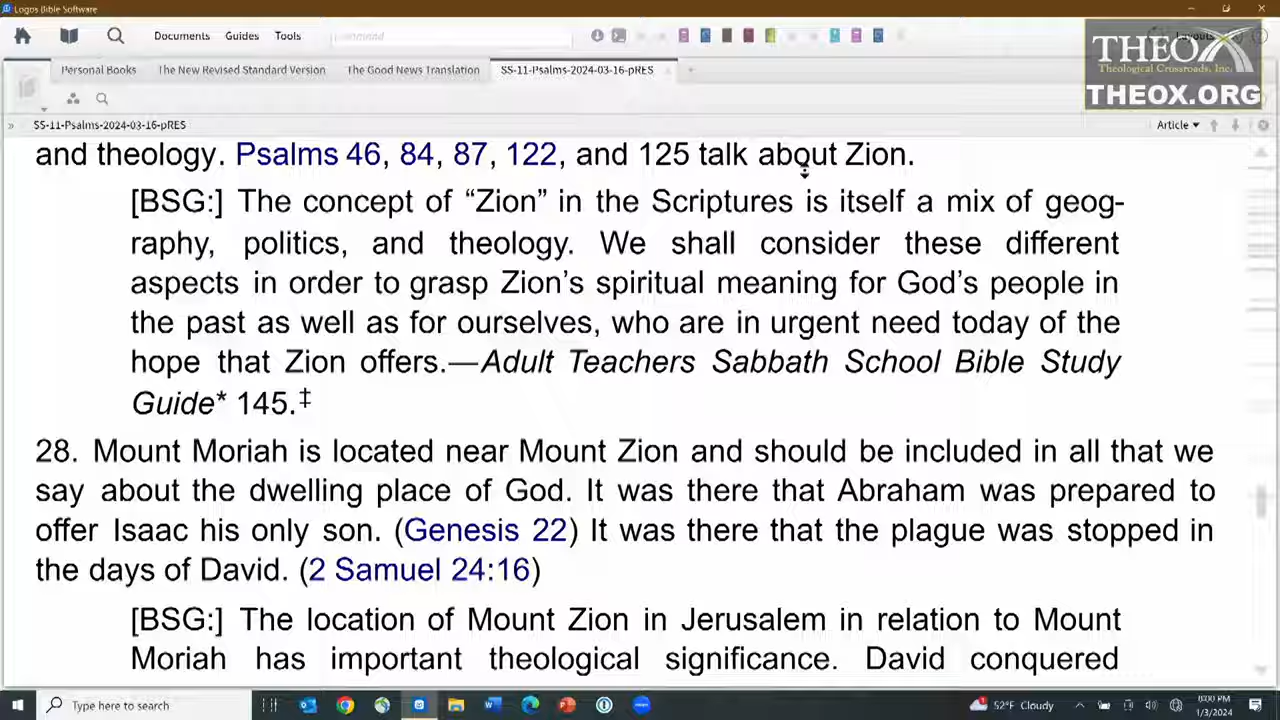 Logos Bible Software
Documents Guides Tools
Command
THEOX
Theological Crossroads, Inc.
THEOX.ORG
Personal Books The New Revised Standard Version The Good News SS-11-Psalms-2024-03-16-pRES
SS-11-Psalms-2024-03-16-pRES Article
and theology. Psalms 46, 84, 87, 122, and 125 talk about Zion.
[BSG:] The concept of “Zion” in the Scriptures is itself a mix of geog-
raphy, politics, and theology. We shall consider these different
aspects in order to grasp Zion’s spiritual meaning for God’s people in
the past as well as for ourselves, who are in urgent need today of the
hope that Zion offers.—Adult Teachers Sabbath School Bible Study
Guide* 145.‡
28. Mount Moriah is located near Mount Zion and should be included in all that we
say about the dwelling place of God. It was there that Abraham was prepared to
offer Isaac his only son. (Genesis 22) It was there that the plague was stopped in
the days of David. (2 Samuel 24:16)
[BSG:] The location of Mount Zion in Jerusalem in relation to Mount
Moriah has important theological significance. David conquered
Type here to search
52°F Cloudy
8:00 PM
1/3/2024